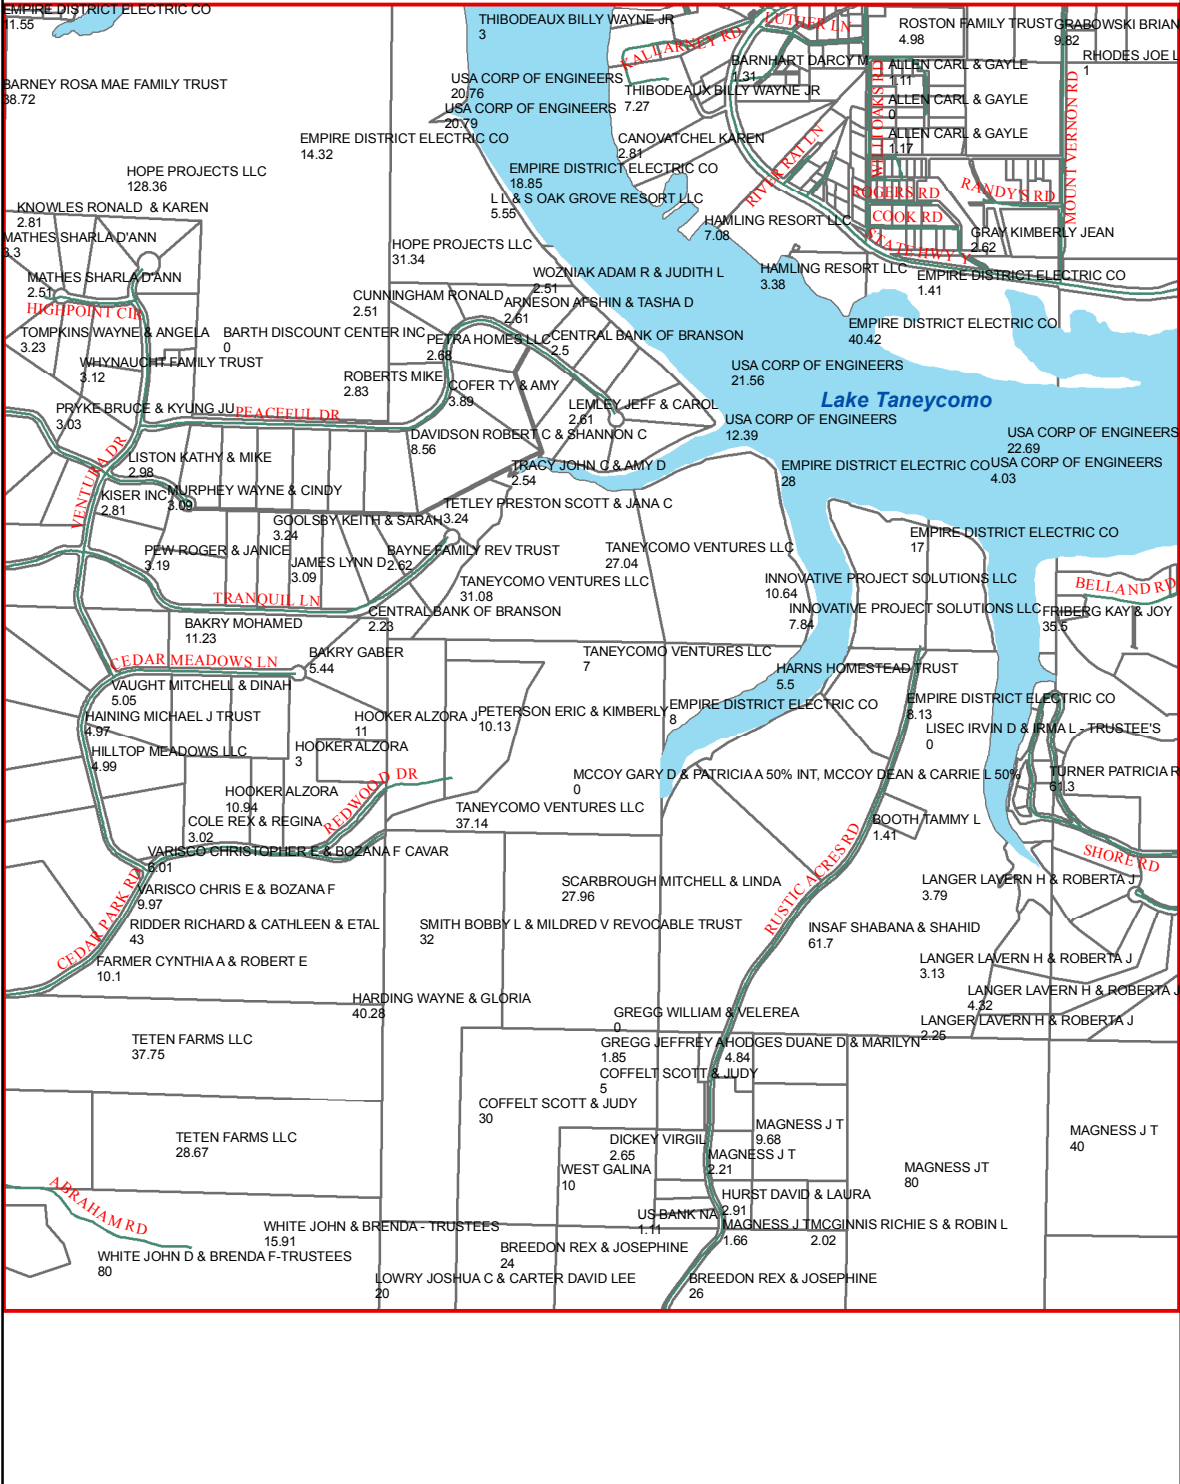 EMPIRE DISTRICT ELECTRIC CO
11.55
THIBODEAUX BILLY WAYNE JR
3
LUTHER LN
KALLARNEY RD
ROSTON FAMILY TRUST
4.98
GRABOWSKI BRIAN
9.82
RHODES JOE L
1
BARNHART DARCY M
1.31
ALLEN CARL & GAYLE
1.11
BARNEY ROSA MAE FAMILY TRUST
38.72
USA CORP OF ENGINEERS
20.76
THIBODEAUX BILLY WAYNE JR
7.27
ALLEN CARL & GAYLE
0
USA CORP OF ENGINEERS
20.79
WILLI OAKS RD
MOUNT VERNON RD
EMPIRE DISTRICT ELECTRIC CO
14.32
CANOVATCHEL KAREN
2.81
ALLEN CARL & GAYLE
1.17
HOPE PROJECTS LLC
128.36
EMPIRE DISTRICT ELECTRIC CO
18.85
RIVER RAT LN
ROGERS RD
RANDY'S RD
L L & S OAK GROVE RESORT LLC
5.55
KNOWLES RONALD & KAREN
2.81
HAMLING RESORT LLC
7.08
COOK RD
STATE HWY Y
GRAY KIMBERLY JEAN
2.62
MATHES SHARLA D'ANN
3.3
HOPE PROJECTS LLC
31.34
MATHES SHARLA D'ANN
2.51
WOZNIAK ADAM R & JUDITH L
2.51
HAMLING RESORT LLC
3.38
EMPIRE DISTRICT ELECTRIC CO
1.41
CUNNINGHAM RONALD
2.51
ARNESON AFSHIN & TASHA D
2.61
HIGHPOINT CIR
TOMPKINS WAYNE & ANGELA
3.23
BARTH DISCOUNT CENTER INC
0
PETRA HOMES LLC
2.68
CENTRAL BANK OF BRANSON
2.5
EMPIRE DISTRICT ELECTRIC CO
40.42
WHYNAUCHT FAMILY TRUST
3.12
ROBERTS MIKE
2.83
COFER TY & AMY
3.89
USA CORP OF ENGINEERS
21.56
Lake Taneycomo
PRYKE BRUCE & KYUNG JU
3.03
PEACEFUL DR
LEMLEY JEFF & CAROL
2.61
USA CORP OF ENGINEERS
12.39
DAVIDSON ROBERT C & SHANNON C
8.56
USA CORP OF ENGINEERS
22.69
VENTURA DR
LISTON KATHY & MIKE
2.98
TRACY JOHN C & AMY D
2.54
EMPIRE DISTRICT ELECTRIC CO
28
USA CORP OF ENGINEERS
4.03
KISER INC
2.81
MURPHEY WAYNE & CINDY
3.09
TETLEY PRESTON SCOTT & JANA C
3.24
GOOLSBY KEITH & SARAH
3.24
EMPIRE DISTRICT ELECTRIC CO
17
PEW ROGER & JANICE
3.19
JAMES LYNN D
3.09
BAYNE FAMILY REV TRUST
2.62
TANEYCOMO VENTURES LLC
27.04
TANEYCOMO VENTURES LLC
31.08
INNOVATIVE PROJECT SOLUTIONS LLC
10.64
BELLAND RD
TRANQUIL LN
CENTRAL BANK OF BRANSON
2.23
INNOVATIVE PROJECT SOLUTIONS LLC
7.84
FRIBERG KAY & JOY
35.5
BAKRY MOHAMED
11.23
BAKRY GABER
5.44
TANEYCOMO VENTURES LLC
7
CEDAR MEADOWS LN
HARNS HOMESTEAD TRUST
5.5
VAUGHT MITCHELL & DINAH
5.05
EMPIRE DISTRICT ELECTRIC CO
8
EMPIRE DISTRICT ELECTRIC CO
8.13
HAINING MICHAEL J TRUST
4.97
HOOKER ALZORA J
11
PETERSON ERIC & KIMBERLY
10.13
LISEC IRVIN D & IRMA L - TRUSTEE'S
0
HILLTOP MEADOWS LLC
4.99
HOOKER ALZORA
3
REDWOOD DR
MCCOY GARY D & PATRICIA A 50% INT, MCCOY DEAN & CARRIE L 50%
0
TURNER PATRICIA R
61.3
HOOKER ALZORA
10.94
TANEYCOMO VENTURES LLC
37.14
COLE REX & REGINA
3.02
BOOTH TAMMY L
1.41
VARISCO CHRISTOPHER E & BOZANA F CAVAR
6.01
SHORE RD
RUSTIC ACRES RD
CEDAR PARK RD
VARISCO CHRIS E & BOZANA F
9.97
SCARBROUGH MITCHELL & LINDA
27.96
LANGER LAVERN H & ROBERTA J
3.79
RIDDER RICHARD & CATHLEEN & ETAL
43
SMITH BOBBY L & MILDRED V REVOCABLE TRUST
32
INSAF SHABANA & SHAHID
61.7
FARMER CYNTHIA A & ROBERT E
10.1
LANGER LAVERN H & ROBERTA J
3.13
HARDING WAYNE & GLORIA
40.28
LANGER LAVERN H & ROBERTA J
4.32
GREGG WILLIAM & VELEREA
0
LANGER LAVERN H & ROBERTA J
2.25
TETEN FARMS LLC
37.75
GREGG JEFFREY A
1.85
HODGES DUANE D & MARILYN
4.84
COFFELT SCOTT & JUDY
5
COFFELT SCOTT & JUDY
30
MAGNESS J T
9.68
MAGNESS J T
40
TETEN FARMS LLC
28.67
DICKEY VIRGIL
2.65
MAGNESS J T
2.21
WEST GALINA
10
MAGNESS JT
80
ABRAHAM RD
HURST DAVID & LAURA
2.91
US BANK NA
1.11
WHITE JOHN & BRENDA - TRUSTEES
15.91
MAGNESS J T
1.66
MCGINNIS RICHIE S & ROBIN L
2.02
WHITE JOHN D & BRENDA F-TRUSTEES
80
BREEDON REX & JOSEPHINE
24
LOWRY JOSHUA C & CARTER DAVID LEE
20
BREEDON REX & JOSEPHINE
26